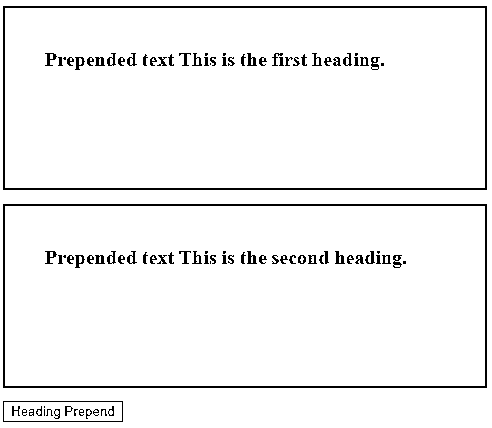 Prepended text This is the first heading.
Prepended text This is the second heading.
Heading Prepend